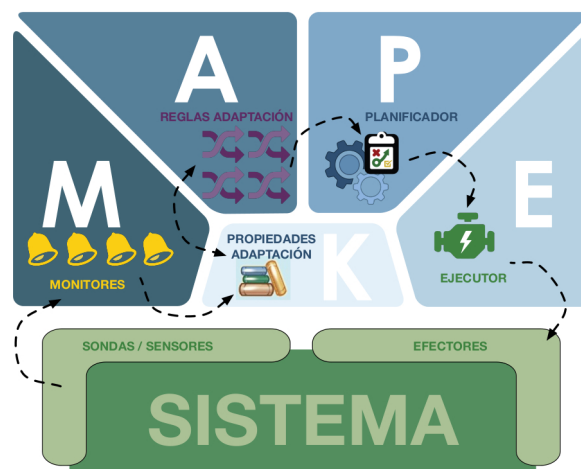 A
P
REGLAS ADAPTACIÓN
PLANIFICADOR
M
E
PROPIEDADES
ADAPTACIÓN
K
MONITORES
EJECUTOR
SONDAS / SENSORES
EFECTORES
SISTEMA